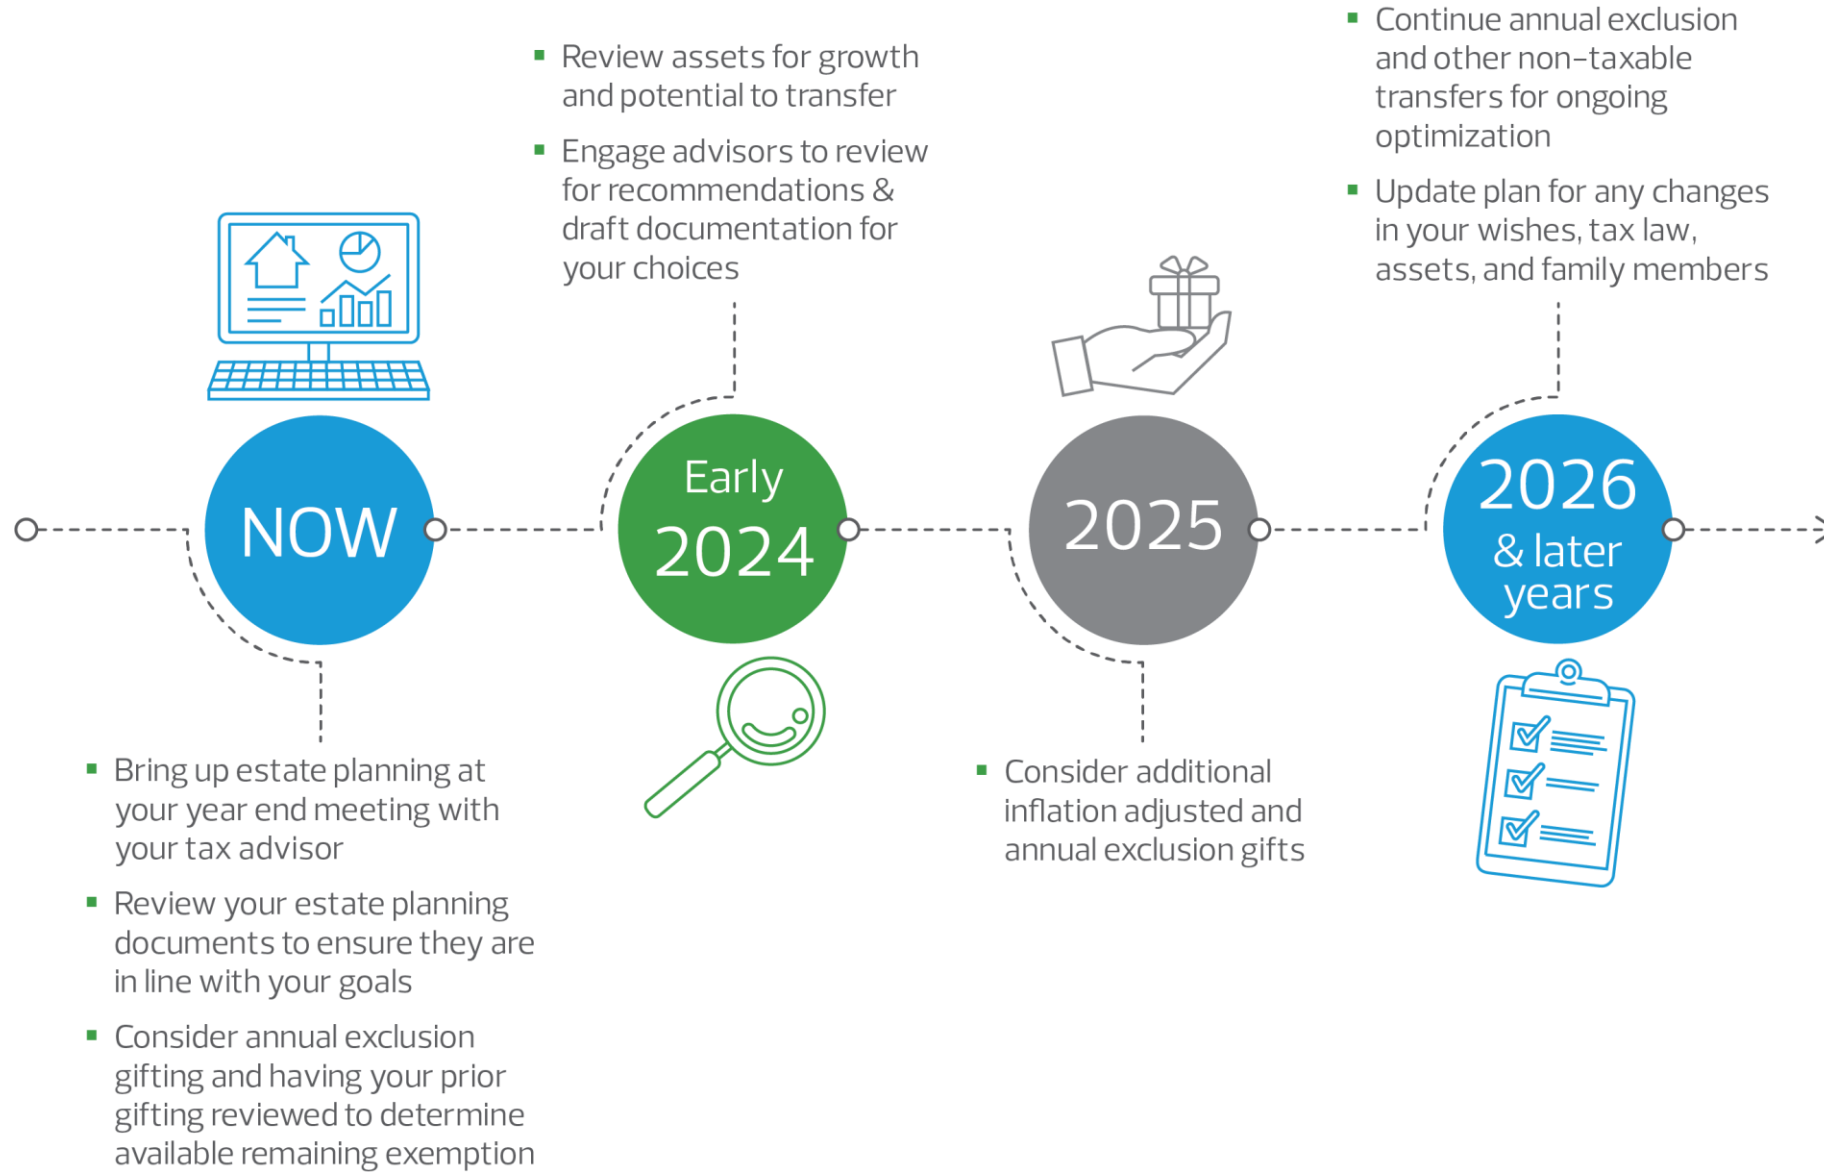 NOW
▪ Bring up estate planning at
your year end meeting with
your tax advisor
▪ Review your estate planning
documents to ensure they are
in line with your goals
▪ Consider annual exclusion
gifting and having your prior
gifting reviewed to determine
available remaining exemption
▪ Review assets for growth
and potential to transfer
▪ Engage advisors to review
for recommendations &
draft documentation for
your choices
Early
2024
2025
▪ Consider additional
inflation adjusted and
annual exclusion gifts
▪ Continue annual exclusion
and other non-taxable
transfers for ongoing
optimization
▪ Update plan for any changes
in your wishes, tax law,
assets, and family members
2026
& later
years